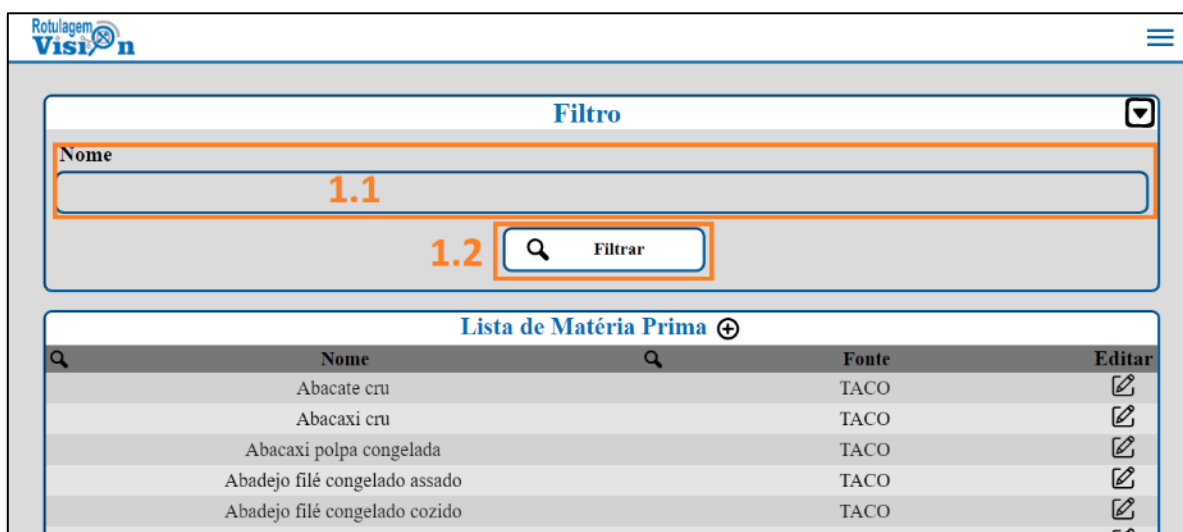 Rotulagem
Visión
Filtro
Nome
1.1
1.2 Filtrar
Lista de Matéria Prima
Nome Fonte Editar
Abacate cru TACO
Abacaxi cru TACO
Abacaxi polpa congelada TACO
Abadejo filé congelado assado TACO
Abadejo filé congelado cozido TACO